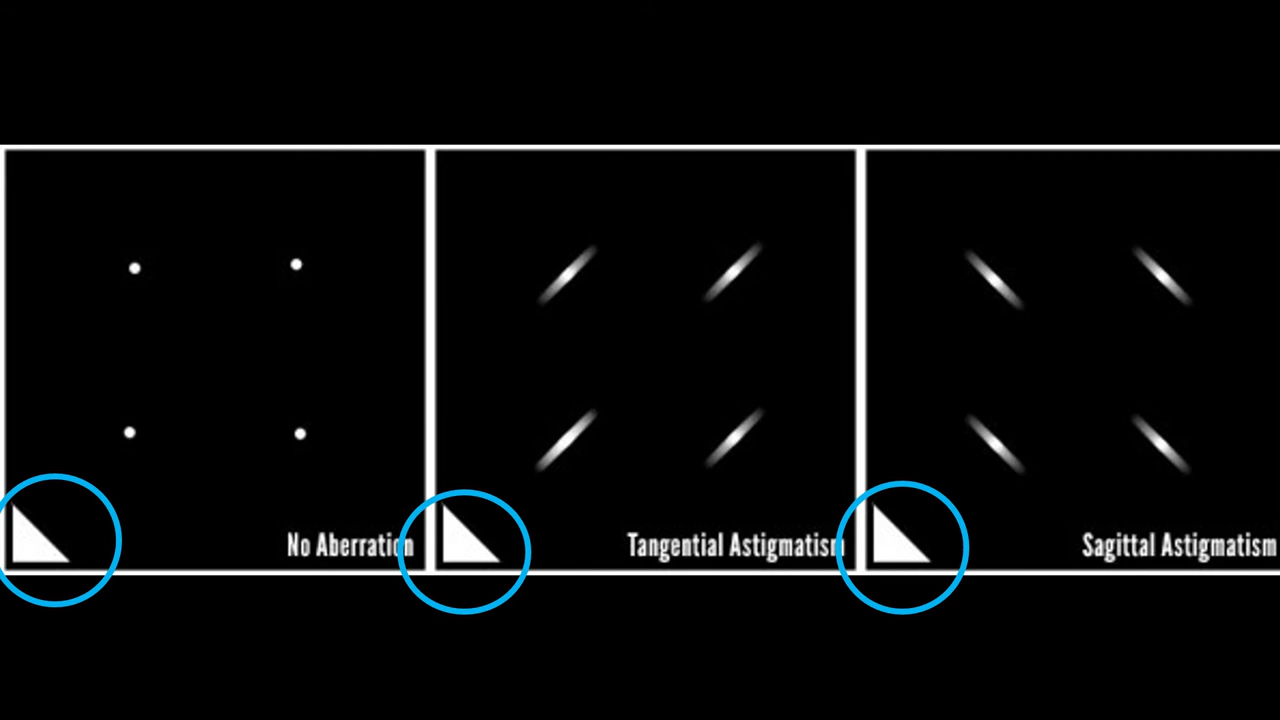 No Aberration
Tangential Astigmatism
Sagittal Astigmatism